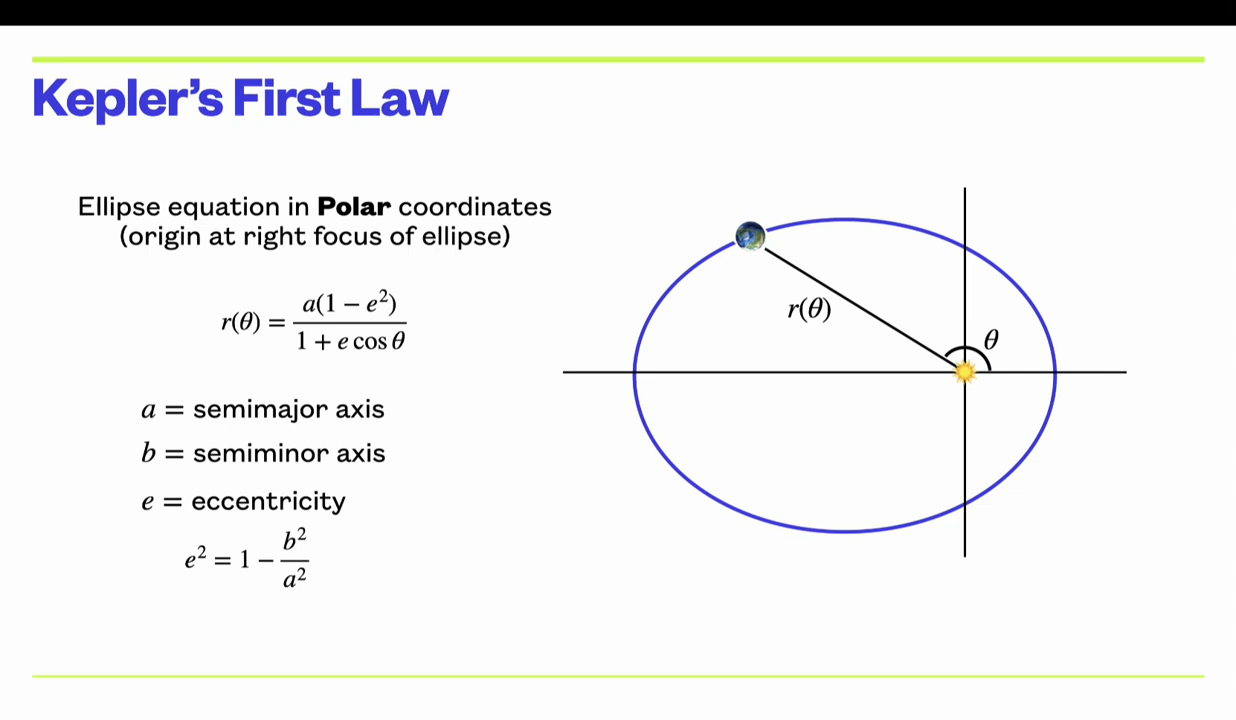 Kepler’s First Law
Ellipse equation in Polar coordinates
(origin at right focus of ellipse)
r(θ) = a(1 − e²) / 1 + e cos θ
a = semimajor axis
b = semiminor axis
e = eccentricity
e² = 1 − b² / a²
r(θ)
θ